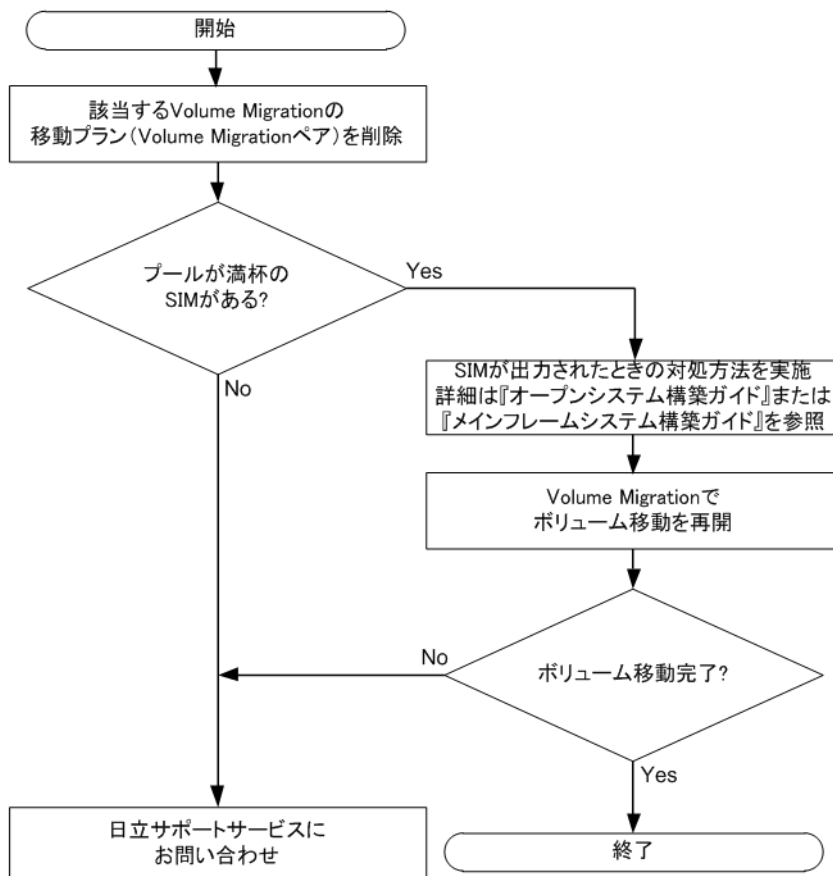 開始
該当するVolume Migrationの
移動プラン(Volume Migrationペア)を削除
プールが満杯の
SIMがある?
Yes
No
SIMが出力されたときの対処方法を実施
詳細は『オープンシステム構築ガイド』または
『メインフレームシステム構築ガイド』を参照
Volume Migrationで
ボリューム移動を再開
ボリューム移動完了?
No
Yes
日立サポートサービスに
お問い合わせ
終了